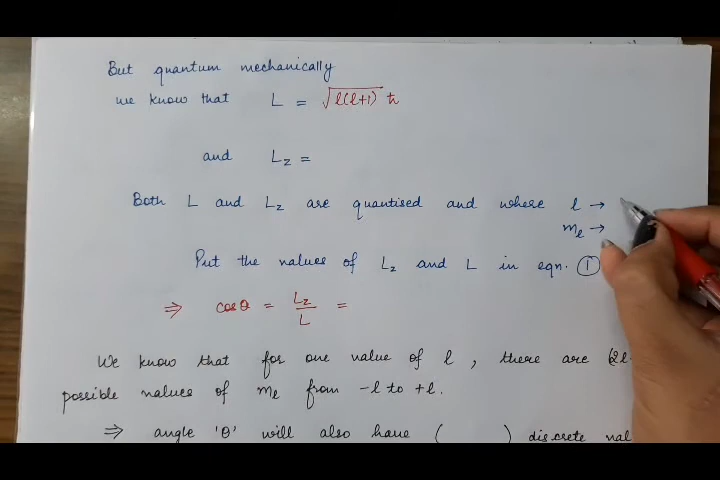 But quantum mechanically
we know that L = √l(l+1) ħ
and Lz =
Both L and Lz are quantised and where l →
ml →
Put the values of Lz and L in eqn. ①
⇒ cosθ = Lz/L =
We know that for one value of l, there are (2l
possible values of ml from -l to +l.
⇒ angle 'θ' will also have ( ) discrete val